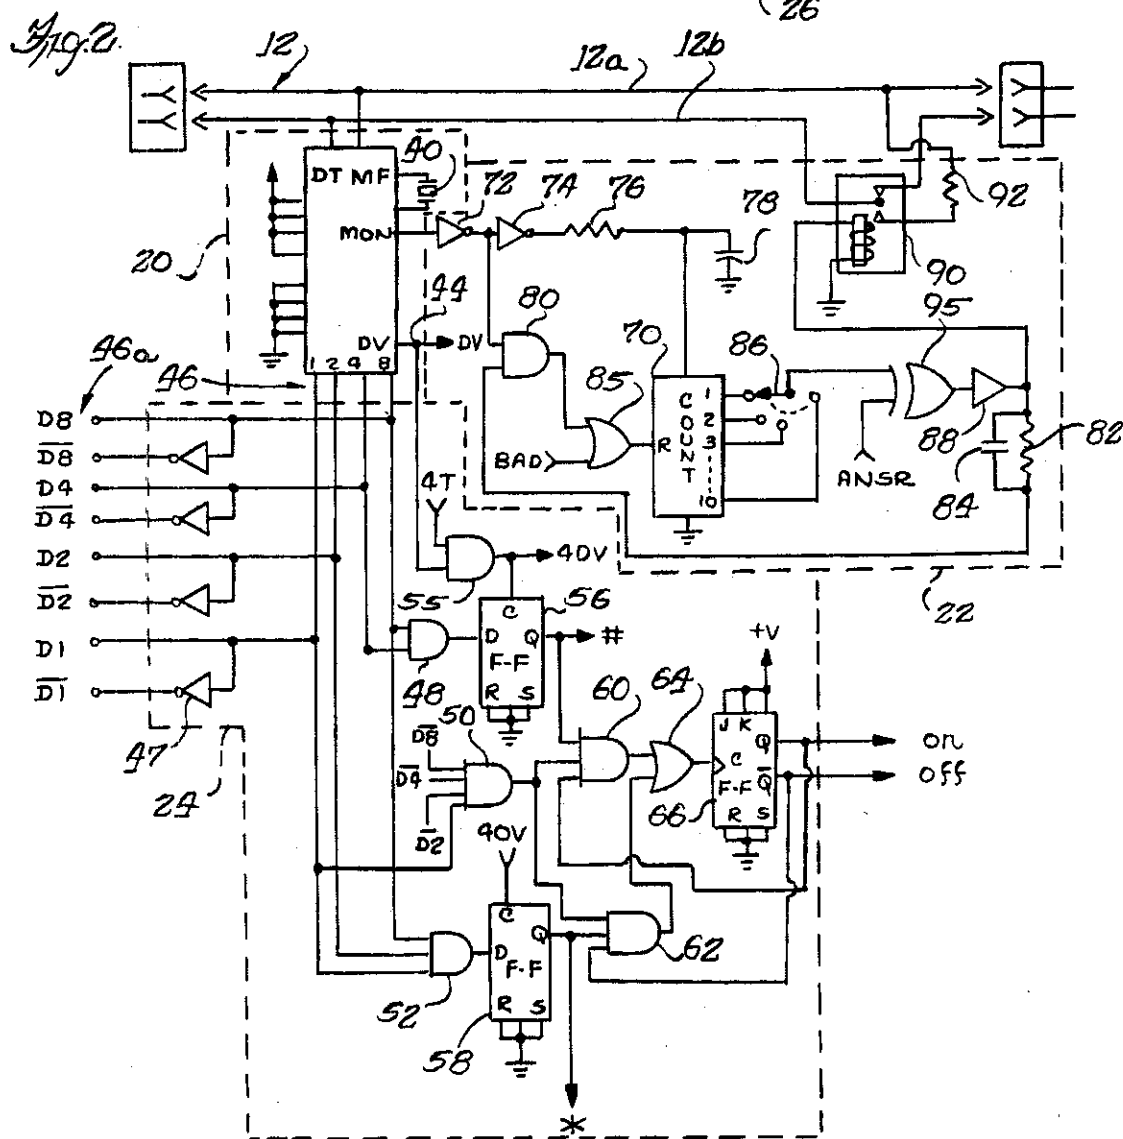 26
Fig. 2.
12 12a 12b
DT MF 40 72 74 76 78 92
MON
20 44 80 90
95
DV DV 70 86
1 2 4 8
46a 46 85
COUNT
1
2
3
10
R
BAD
ANSR
88 82
84
D8
D8
D4
D4
D2
D2
D1
D1
4T
4DV
55 56
22
C
D Q #
F-F
R S
48
+V
60 64
50
D8
D4
D2
J K
Q on
C
F-F Q off
R S
66
47
24
4DV
C
Q
D
F-F
R S
62
52
58
*